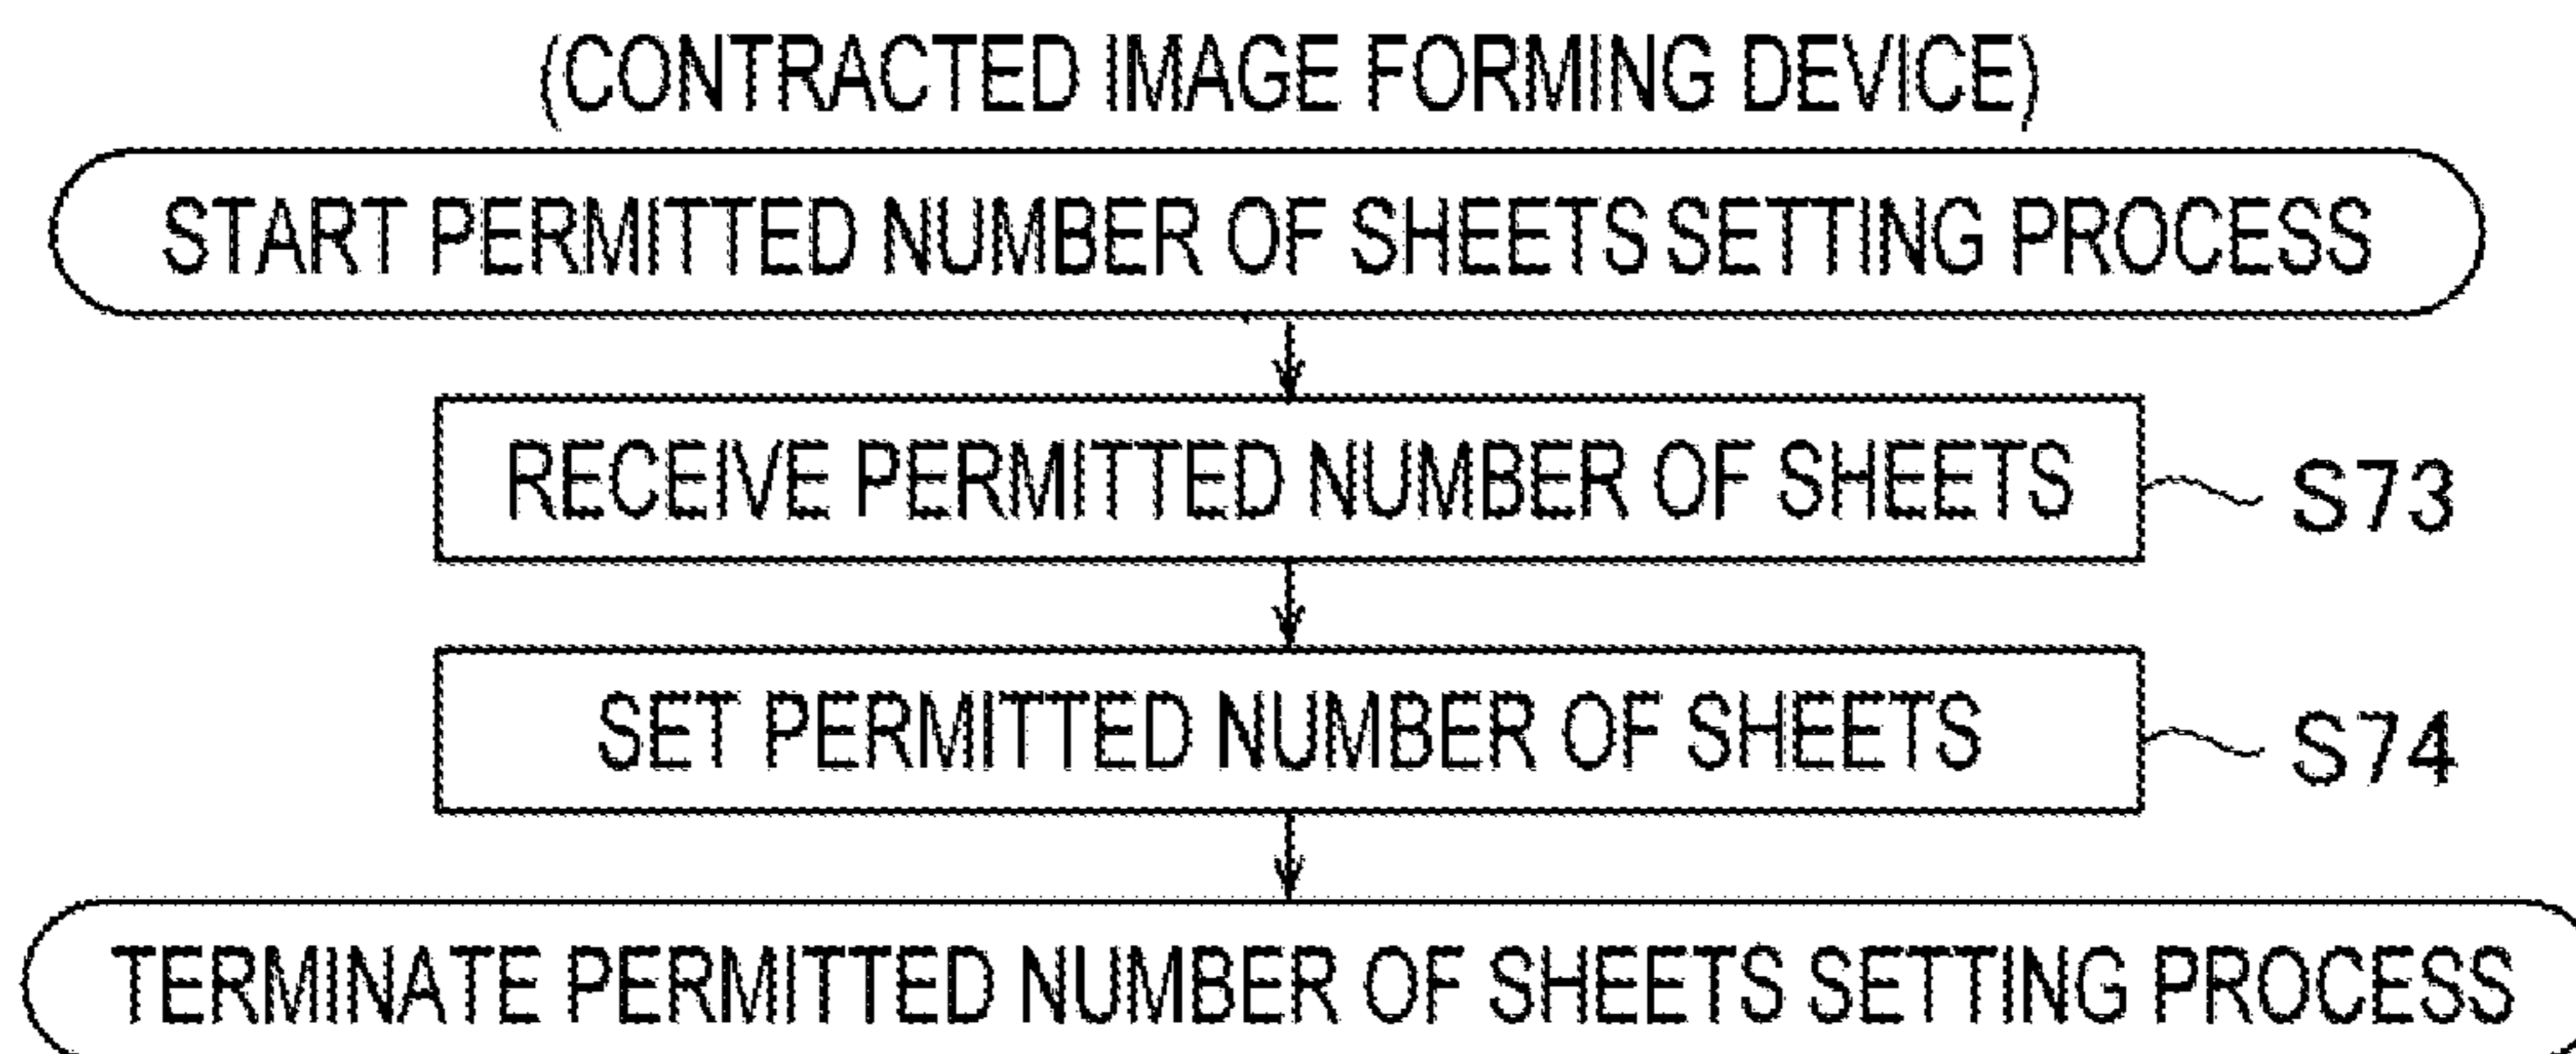 (CONTRACTED IMAGE FORMING DEVICE)
START PERMITTED NUMBER OF SHEETS SETTING PROCESS
RECEIVE PERMITTED NUMBER OF SHEETS
S73
SET PERMITTED NUMBER OF SHEETS
S74
TERMINATE PERMITTED NUMBER OF SHEETS SETTING PROCESS